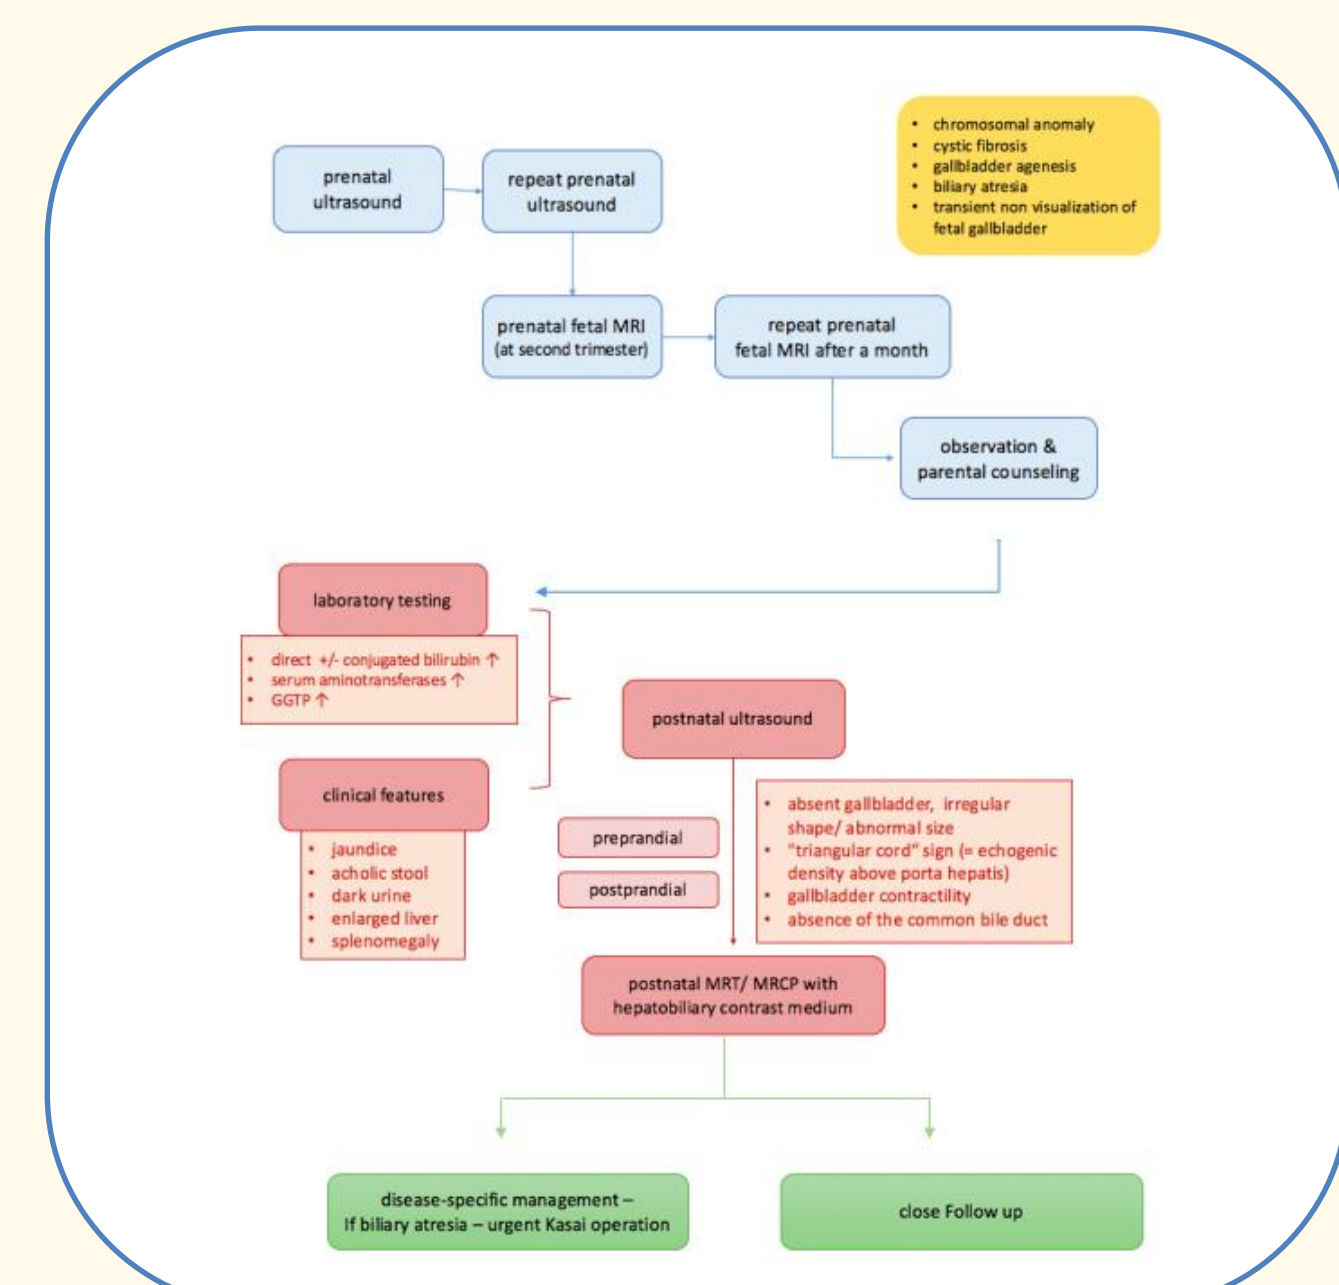 prenatal
ultrasound
repeat prenatal
ultrasound
• chromosomal anomaly
• cystic fibrosis
• gallbladder agenesis
• biliary atresia
• transient non visualization of
fetal gallbladder
prenatal fetal MRI
(at second trimester)
repeat prenatal
fetal MRI after a month
observation &
parental counseling
laboratory testing
• direct +/- conjugated bilirubin ↑
• serum aminotransferases ↑
• GGTP ↑
clinical features
• jaundice
• acholic stool
• dark urine
• enlarged liver
• splenomegaly
postnatal ultrasound
preprandial
postprandial
• absent gallbladder, irregular
shape/ abnormal size
• "triangular cord" sign (= echogenic
density above porta hepatis)
• gallbladder contractility
• absence of the common bile duct
postnatal MRT/ MRCP with
hepatobiliary contrast medium
disease-specific management –
If biliary atresia – urgent Kasai operation
close Follow up